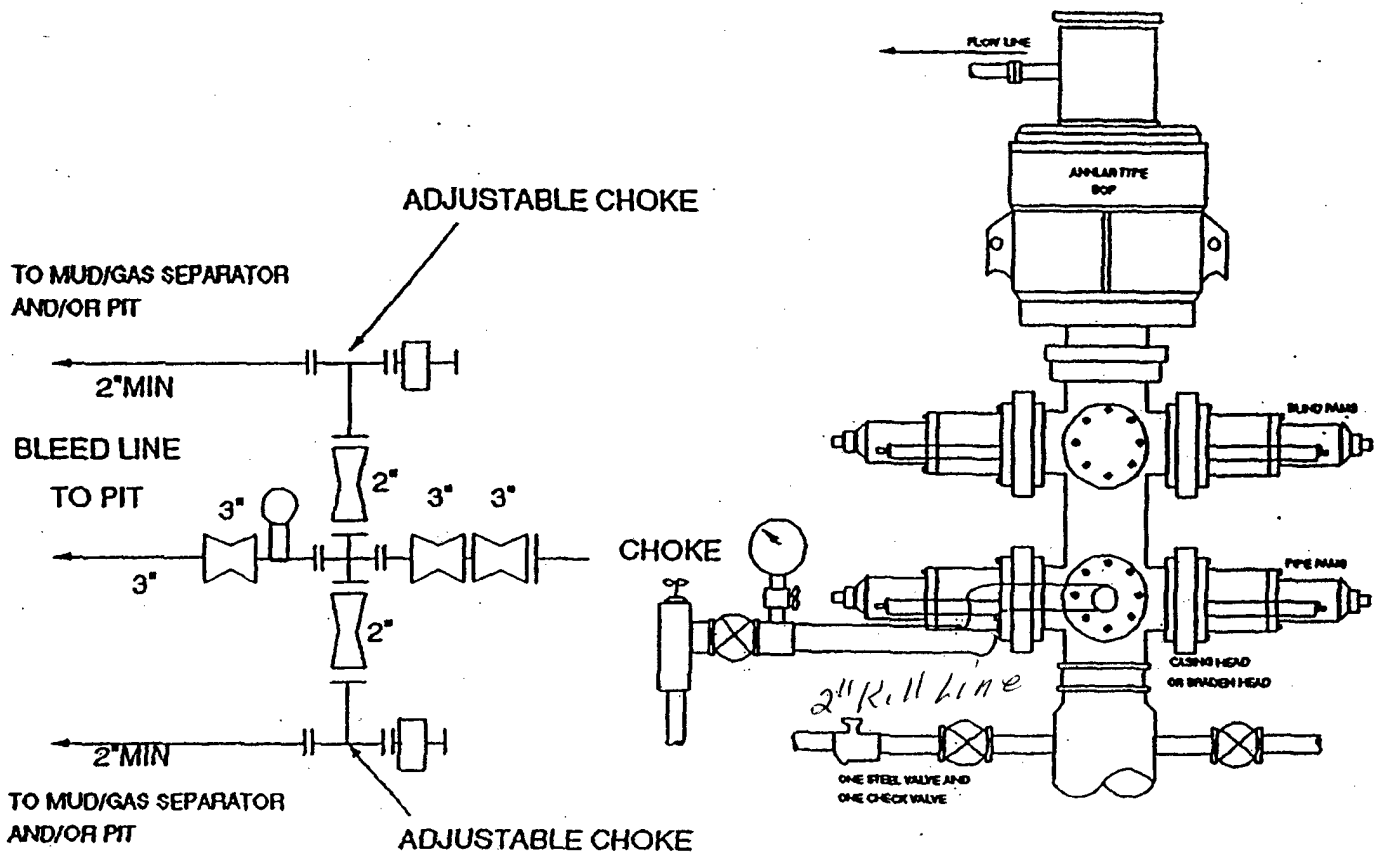 FLOW LINE
ANNLAR TYPE
BOP
ADJUSTABLE CHOKE
TO MUD/GAS SEPARATOR
AND/OR PIT
2"MIN
BLEED LINE
TO PIT
2"
3"
3"
3"
3"
2"
CHOKE
BLIND RAMS
PIPE RAMS
CASING HEAD
OR BRADEN HEAD
2" Kill Line
ONE STEEL VALVE AND
ONE CHECK VALVE
2"MIN
TO MUD/GAS SEPARATOR
AND/OR PIT
ADJUSTABLE CHOKE